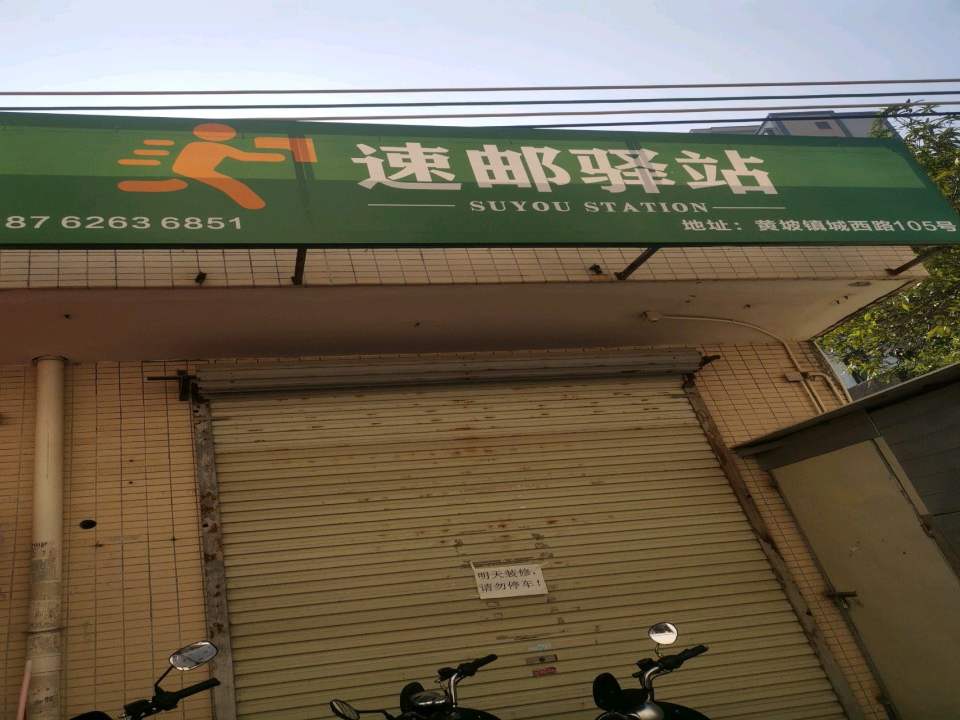 速邮驿站
SUYOU STATION
87 6263 6851
地址：黄坡镇城西路105号
明天装修，
请勿停车！